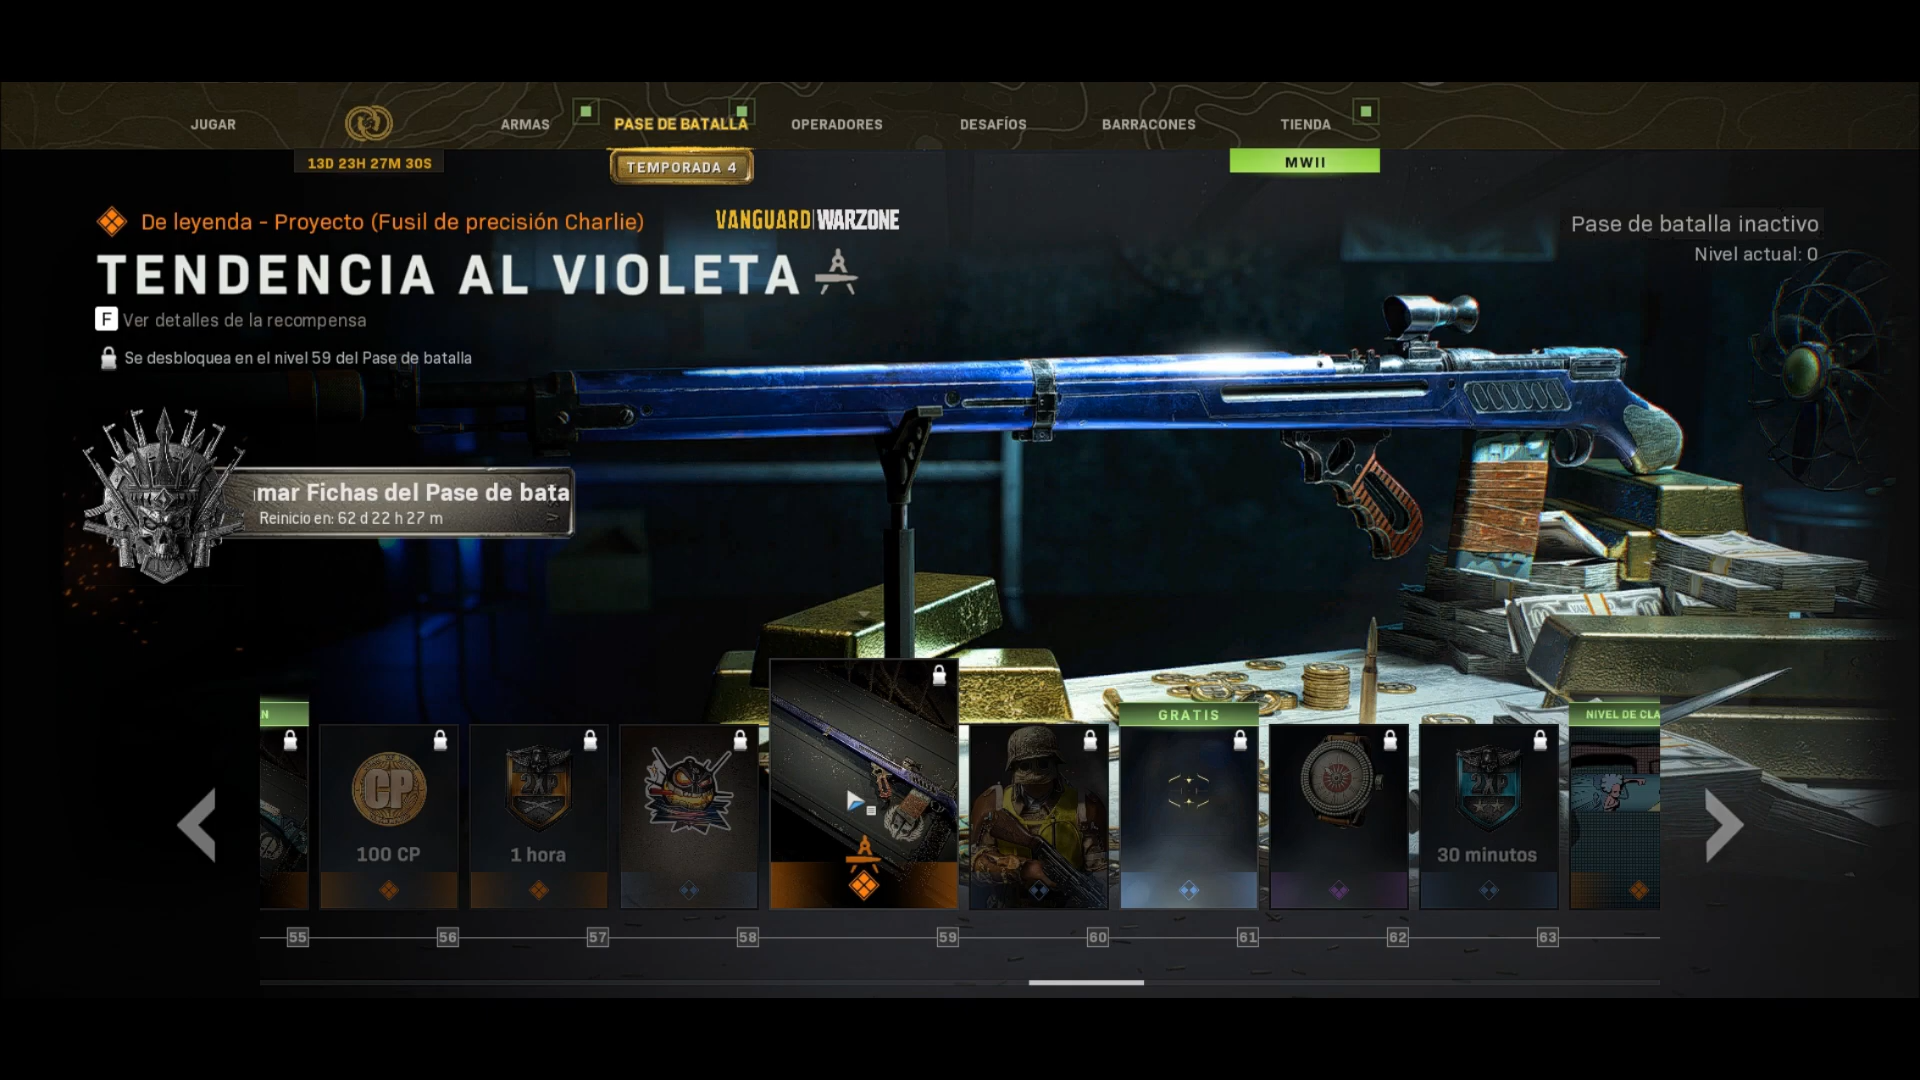 JUGAR
ARMAS
PASE DE BATALLA
OPERADORES
DESAFÍOS
BARRACONES
TIENDA
13D 23H 27M 30S
TEMPORADA 4
MWII
De leyenda - Proyecto (Fusil de precisión Charlie)
VANGUARD|WARZONE
Pase de batalla inactivo
Nivel actual: 0
TENDENCIA AL VIOLETA
F Ver detalles de la recompensa
Se desbloquea en el nivel 59 del Pase de batalla
mar Fichas del Pase de bata
Reinicio en: 62 d 22 h 27 m
N
GRATIS
NIVEL DE CLA
CP
2XP
2XP
100 CP
1 hora
30 minutos
55
56
57
58
59
60
61
62
63